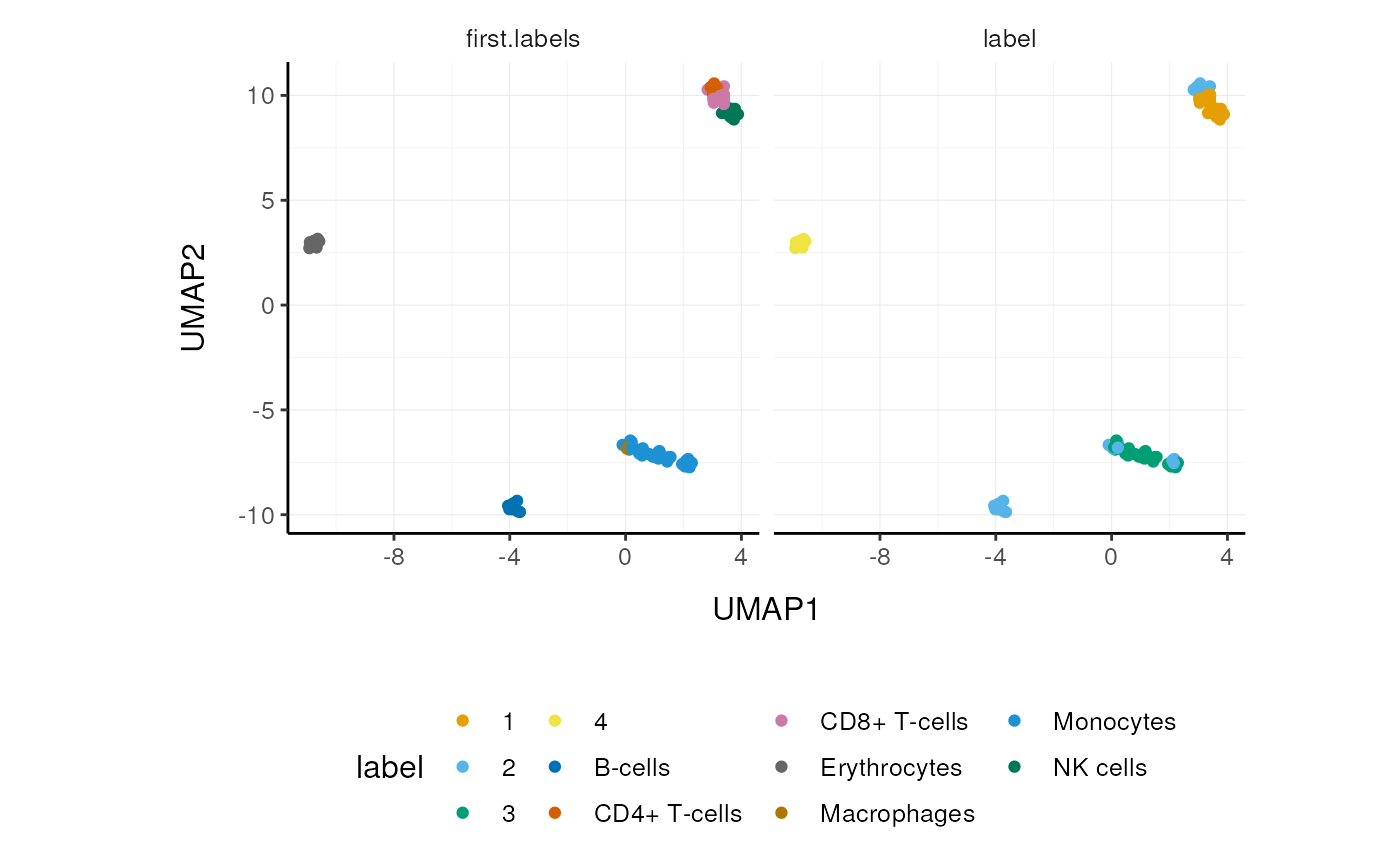 first.labels label
10
5
0
-5
-10
UMAP2
-8 -4 0 4 -8 -4 0 4
UMAP1
label
1 4 CD8+ T-cells Monocytes
2 B-cells Erythrocytes NK cells
3 CD4+ T-cells Macrophages